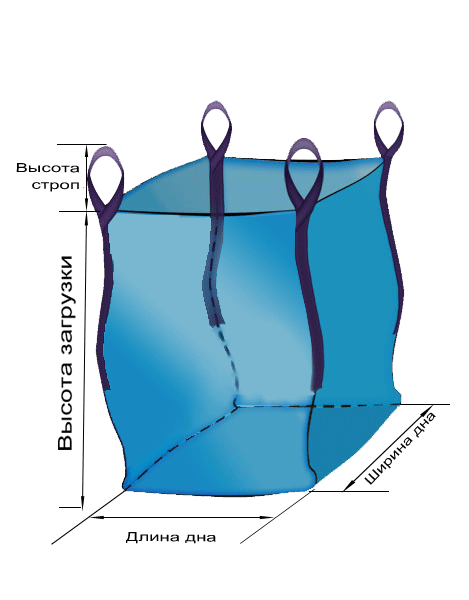 Высота
строп
Высота загрузки
Ширина дна
Длина дна